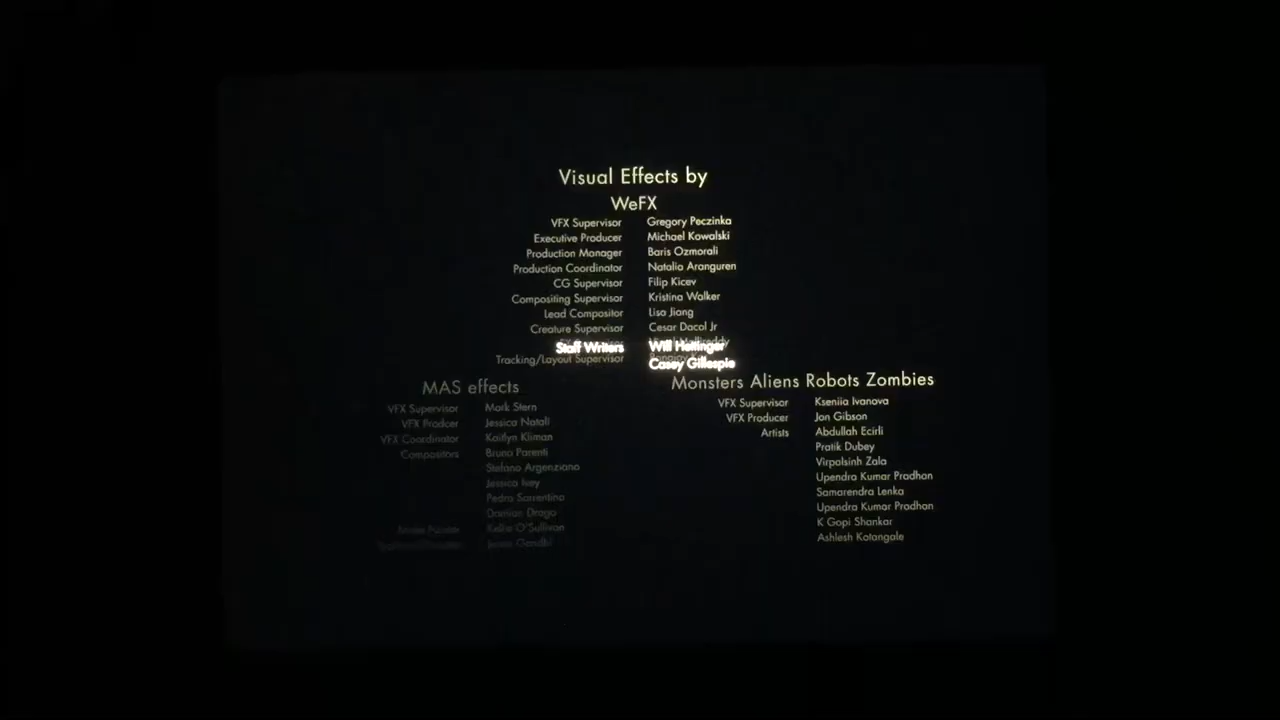 Visual Effects by
WeFX
VFX Supervisor Gregory Peczinka
Executive Producer Michael Kowalski
Production Manager Baris Ozmorali
Production Coordinator Natalia Aranguren
CG Supervisor Filip Kicev
Compositing Supervisor Kristina Walker
Lead Compositor Lisa Jiang
Creature Supervisor Cesar Dacol Jr
Staff Writers Will Hettinger
Tracking/Layout Supervisor
Casey Gillespie
MAS effects
VFX Supervisor Mark Stern
VFX Prodcer Jessica Natali
VFX Coordinator Kaitlyn Kliman
Compositors Bruno Parenti
Stefano Argenziano
Jessica Ivey
Pedro Sorrentino
Damian Drago
Kellie O'Sullivan
Gandhi
Monsters Aliens Robots Zombies
VFX Supervisor Kseniia Ivanova
VFX Producer Jon Gibson
Artists Abdullah Ecirli
Pratik Dubey
Virpalsinh Zala
Upendra Kumar Pradhan
Samarendra Lenka
Upendra Kumar Pradhan
K Gopi Shankar
Ashlesh Kotangale